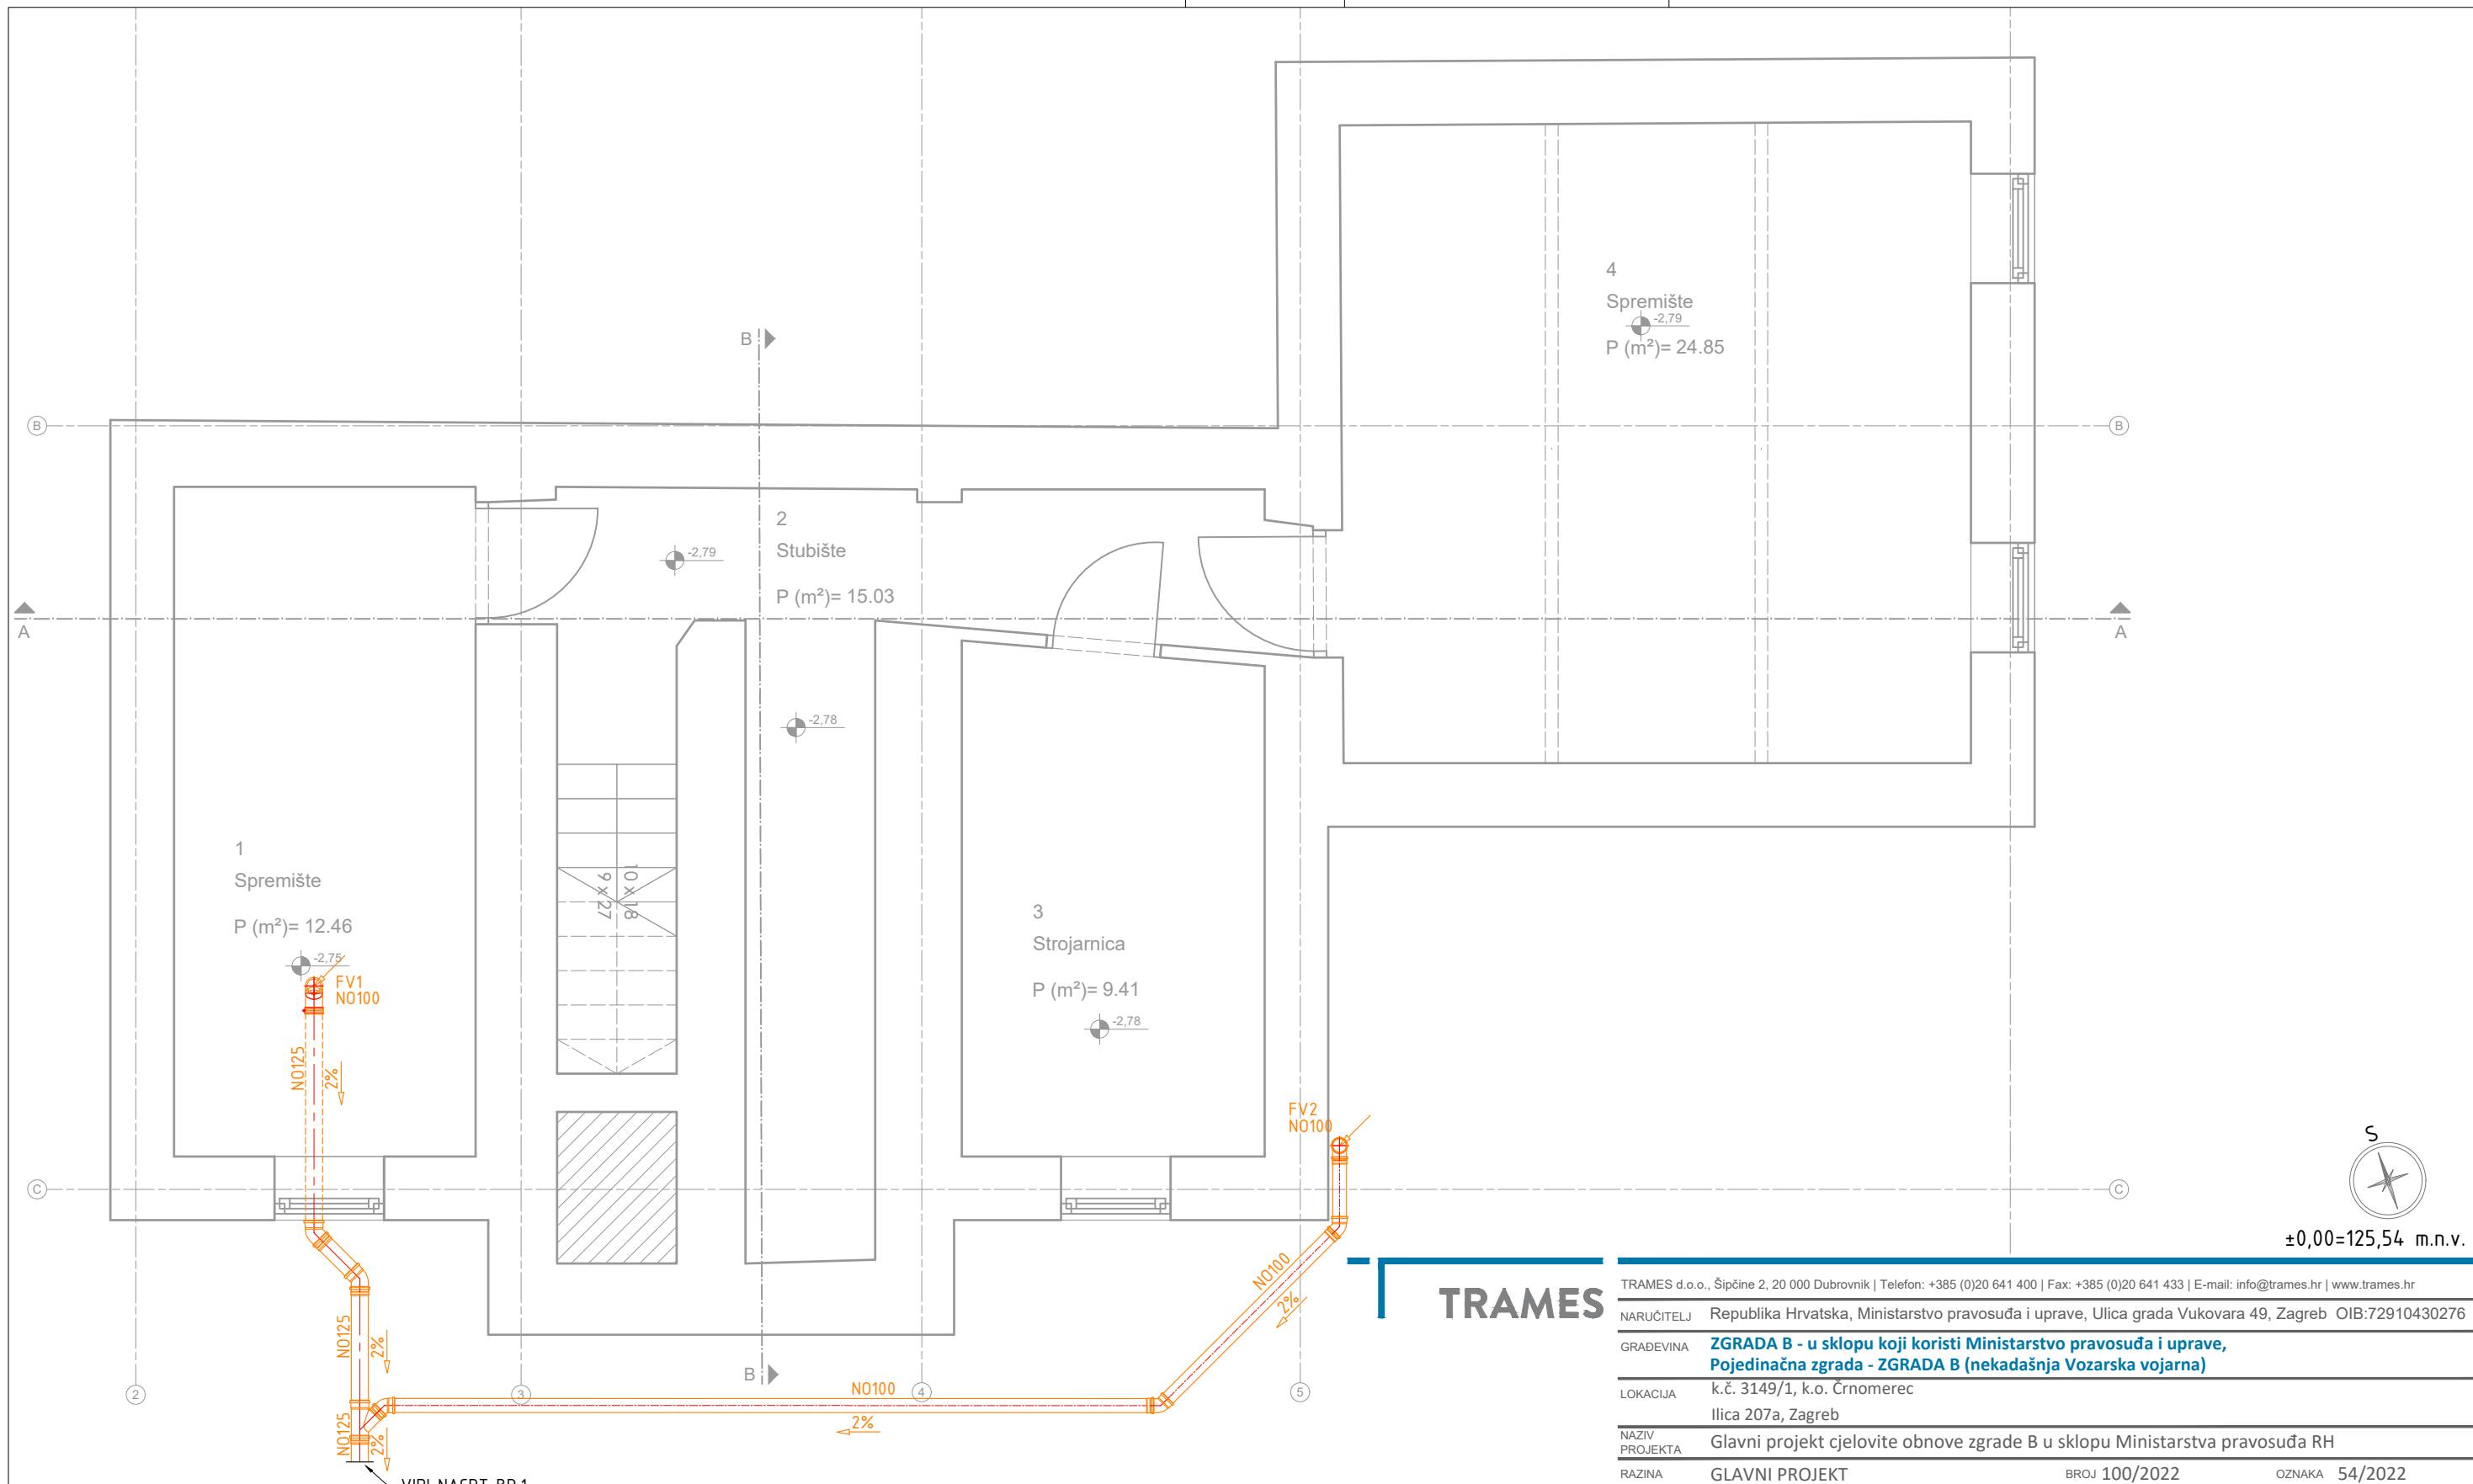 4
Spremište
-2,79
P (m²)= 24.85
B
B
B
2
Stubište
-2,79
P (m²)= 15.03
A
A
-2,78
1
Spremište
P (m²)= 12.46
-2,75
10 x 18
9 x 27
3
Strojarnica
P (m²)= 9.41
-2,78
FV1
NO100
NO125
2%
FV2
NO100
C
C
S
±0,00=125,54 m.n.v.
NO100
2%
NO125
2%
B
2
3
4
5
NO100
2%
NO125
2%
TRAMES
TRAMES d.o.o., Šipčine 2, 20 000 Dubrovnik | Telefon: +385 (0)20 641 400 | Fax: +385 (0)20 641 433 | E-mail: info@trames.hr | www.trames.hr
NARUČITELJ Republika Hrvatska, Ministarstvo pravosuđa i uprave, Ulica grada Vukovara 49, Zagreb OIB:72910430276
GRAĐEVINA ZGRADA B - u sklopu koji koristi Ministarstvo pravosuđa i uprave,
Pojedinačna zgrada - ZGRADA B (nekadašnja Vozarska vojarna)
LOKACIJA k.č. 3149/1, k.o. Črnomerec
Ilica 207a, Zagreb
NAZIV
PROJEKTA Glavni projekt cjelovite obnove zgrade B u sklopu Ministarstva pravosuđa RH
RAZINA GLAVNI PROJEKT BROJ 100/2022 OZNAKA 54/2022